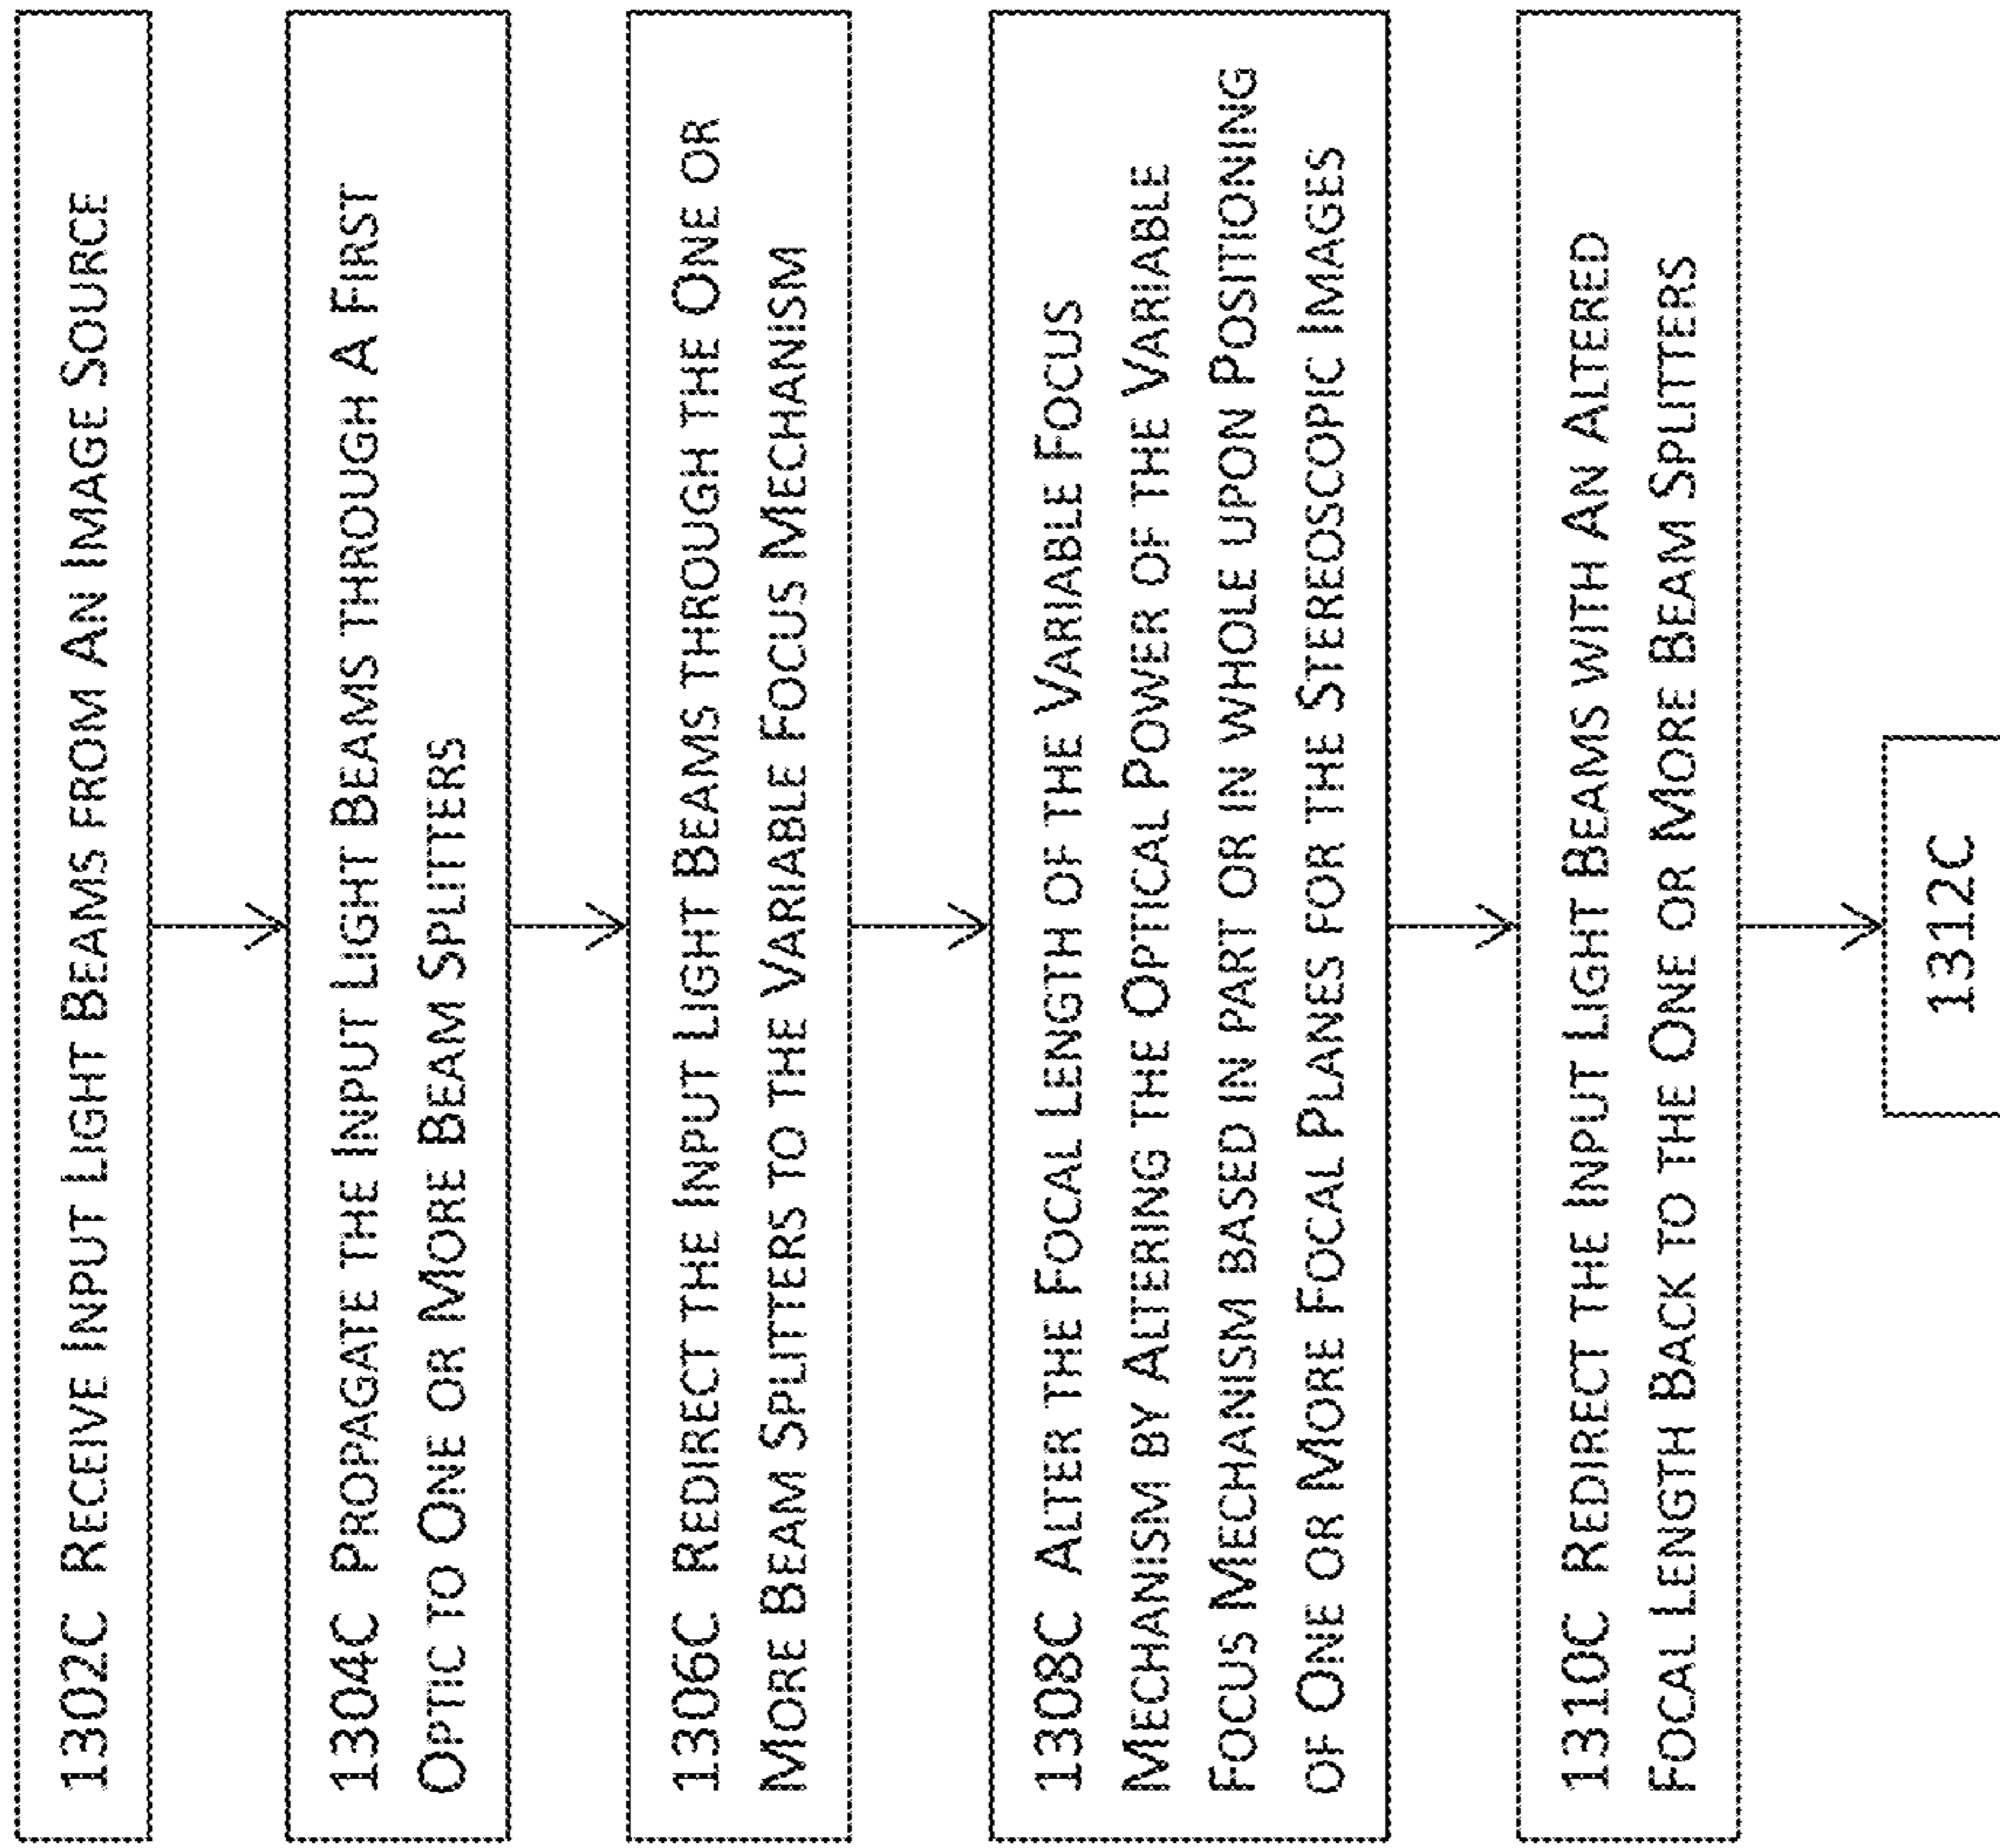 1302C RECEIVE INPUT LIGHT BEAMS FROM AN IMAGE SOURCE
1304C PROPAGATE THE INPUT LIGHT BEAMS THROUGH A FIRST
OPTIC TO ONE OR MORE BEAM SPLITTERS
1306C REDIRECT THE INPUT LIGHT BEAMS THROUGH THE ONE OR
MORE BEAM SPLITTERS TO THE VARIABLE FOCUS MECHANISM
1308C ALTER THE FOCAL LENGTH OF THE VARIABLE FOCUS
MECHANISM BY ALTERING THE OPTICAL POWER OF THE VARIABLE
FOCUS MECHANISM BASED IN PART OR IN WHOLE UPON POSITIONING
OF ONE OR MORE FOCAL PLANES FOR THE STEREOSCOPIC IMAGES
1310C REDIRECT THE INPUT LIGHT BEAMS WITH AN ALTERED
FOCAL LENGTH BACK TO THE ONE OR MORE BEAM SPLITTERS
1312C